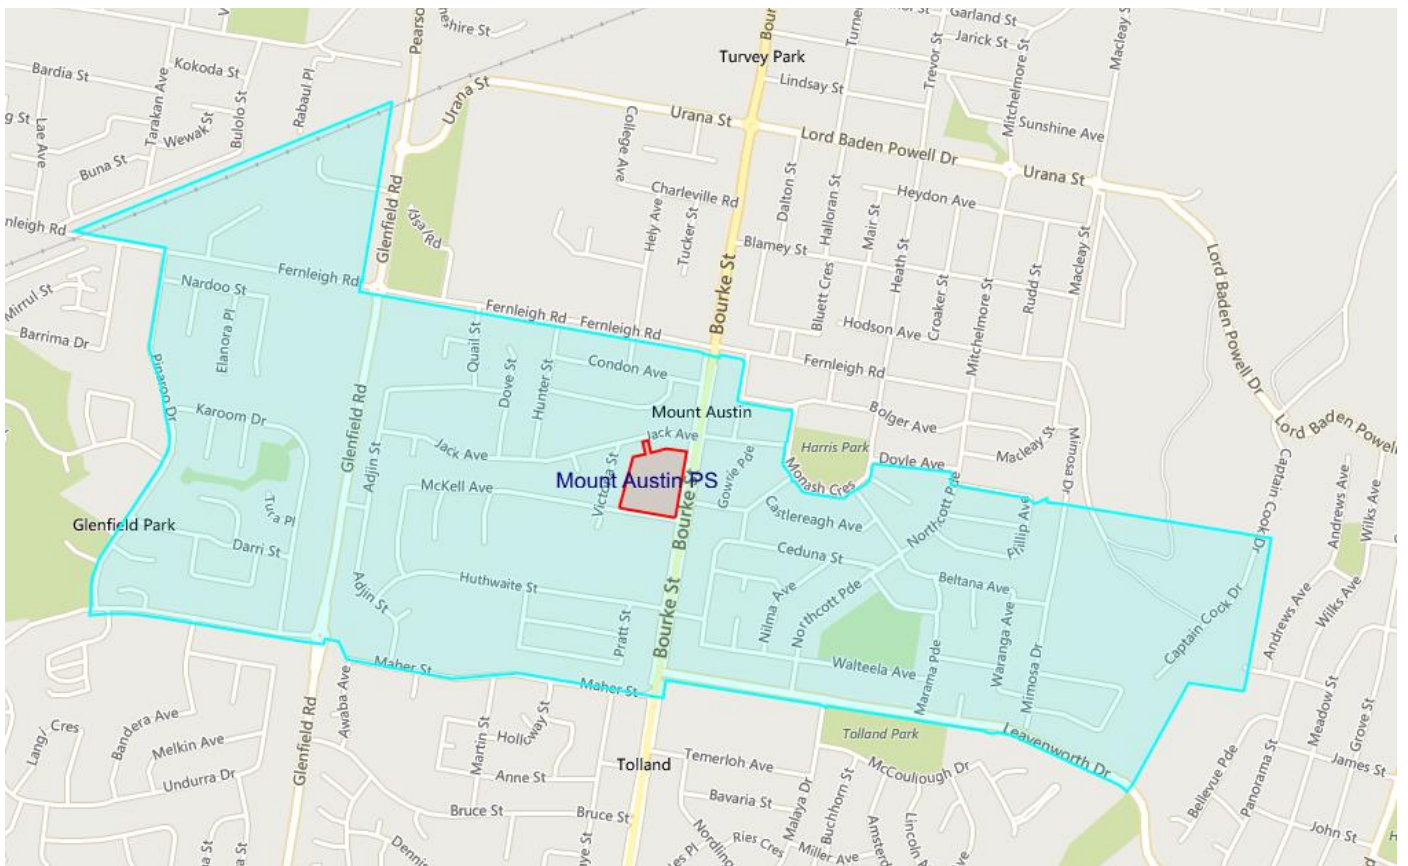 Garland St
Jarick St
Trevor St
Mitchelmore St
Macleay St
Turvey Park
Lindsay St
Kokoda St
Bardia St
Rabaul Pl
Tarakan Ave
Bulolo St
Lae Ave
Wewak St
Buna St
Urana St
College Ave
Urana St
Lord Baden Powell Dr
Sunshine Ave
Urana St
Charleville Rd
Dalton St
Halloran St
Heydon Ave
Mair St
Glenfield Rd
Hely Ave
Tucker St
Blamey St
Heath St
Macleay St
Lord Baden Powell Dr
Fernleigh Rd
Nardoo St
Mirrul St
Barrima Dr
Elanora Pl
Bourke St
Bluett Cres
Croaker St
Rudd St
Mitchelmore St
Fernleigh Rd
Fernleigh Rd
Hodson Ave
Quail St
Dove St
Hunter St
Condon Ave
Fernleigh Rd
Pinaroo Dr
Karoom Dr
Glenfield Rd
Mount Austin
Bolger Ave
Jack Ave
Jack Ave
Harris Park
Macleay St
Doyle Ave
Mimosa Dr
Lord Baden Powell
Captain Cook Dr
Adjin St
McKell Ave
Mount Austin PS
Gowrie Pde
Monash Cres
Castlereagh Ave
Northcott Pde
Phillip Ave
Andrews Ave
Wilks Ave
Glenfield Park
Darri St
Bourke St
Ceduna St
Beltana Ave
Adjin St
Huthwaite St
Nilma Ave
Northcott Pde
Waranga Ave
Captain Cook Dr
Andrews Ave
Wilks Ave
Pratt St
Bourke St
Walteela Ave
Marama Pde
Mimosa Dr
Maher St
Maher St
Awaba Ave
Glenfield Rd
Bandera Ave
Melkin Ave
Undurra Dr
Martin St
Anne St
Bruce St
Bruce St
Tolland
Tolland Park
Leavenworth Dr
Temerloh Ave
McCoullough Dr
Bavaria St
Malaya Dr
Buchhorn St
Ries Cres
Miller Ave
Meadow St
Grove St
Bellevue Pde
Panorama St
James St
John St